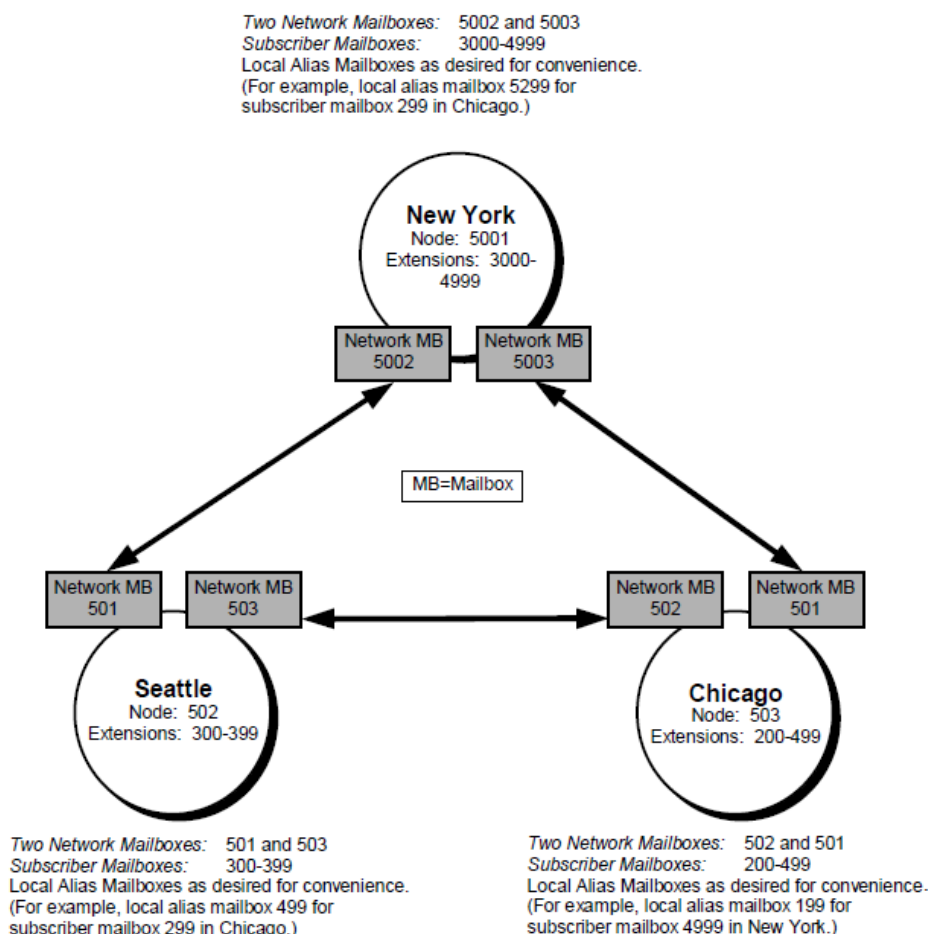 Two Network Mailboxes: 5002 and 5003
Subscriber Mailboxes: 3000-4999
Local Alias Mailboxes as desired for convenience.
(For example, local alias mailbox 5299 for
subscriber mailbox 299 in Chicago.)
New York
Node: 5001
Extensions: 3000-
4999
Network MB
5002
Network MB
5003
MB=Mailbox
Network MB
501
Network MB
503
Network MB
502
Network MB
501
Seattle
Node: 502
Extensions: 300-399
Chicago
Node: 503
Extensions: 200-499
Two Network Mailboxes: 501 and 503
Subscriber Mailboxes: 300-399
Local Alias Mailboxes as desired for convenience.
(For example, local alias mailbox 499 for
subscriber mailbox 299 in Chicago.)
Two Network Mailboxes: 502 and 501
Subscriber Mailboxes: 200-499
Local Alias Mailboxes as desired for convenience.
(For example, local alias mailbox 199 for
subscriber mailbox 4999 in New York.)